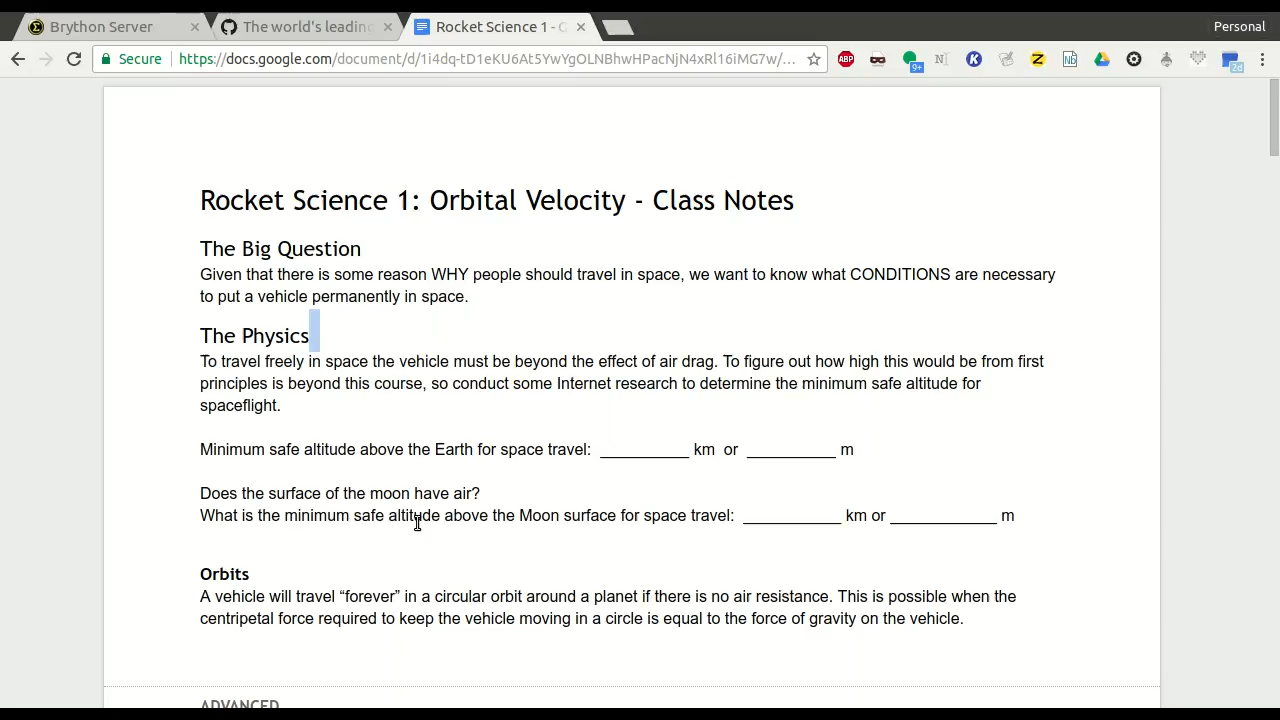 Brython Server
The world's leading
Rocket Science 1 -
Personal
Secure
https://docs.google.com/document/d/1i4dq-tD1eKU6At5YwYgOLNBhwHPacNjN4xRl16iMG7w/...
ABP
9+
N
K
Z
Nb
2d
Rocket Science 1: Orbital Velocity - Class Notes
The Big Question
Given that there is some reason WHY people should travel in space, we want to know what CONDITIONS are necessary
to put a vehicle permanently in space.
The Physics
To travel freely in space the vehicle must be beyond the effect of air drag. To figure out how high this would be from first
principles is beyond this course, so conduct some Internet research to determine the minimum safe altitude for
spaceflight.
Minimum safe altitude above the Earth for space travel: __________ km or __________ m
Does the surface of the moon have air?
What is the minimum safe altitude above the Moon surface for space travel: ___________ km or ____________ m
Orbits
A vehicle will travel “forever” in a circular orbit around a planet if there is no air resistance. This is possible when the
centripetal force required to keep the vehicle moving in a circle is equal to the force of gravity on the vehicle.
ADVANCED